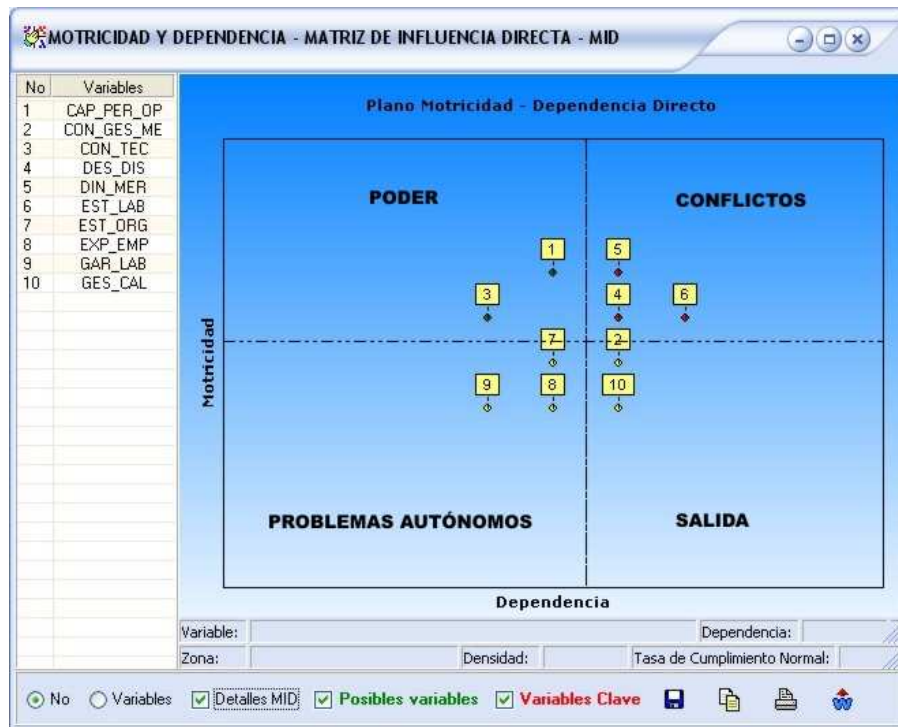 MOTRICIDAD Y DEPENDENCIA - MATRIZ DE INFLUENCIA DIRECTA - MID
No Variables
1 CAP_PER_OP
2 CON_GES_ME
3 CON_TEC
4 DES_DIS
5 DIN_MER
6 EST_LAB
7 EST_ORG
8 EXP_EMP
9 GAR_LAB
10 GES_CAL
Plano Motricidad - Dependencia Directo
PODER
CONFLICTOS
1 5
3 4 6
7 2
9 8 10
Motricidad
PROBLEMAS AUTÓNOMOS
SALIDA
Dependencia
Variable: Dependencia:
Zona: Densidad: Tasa de Cumplimiento Normal:
No Variables Detalles MID Posibles variables Variables Clave